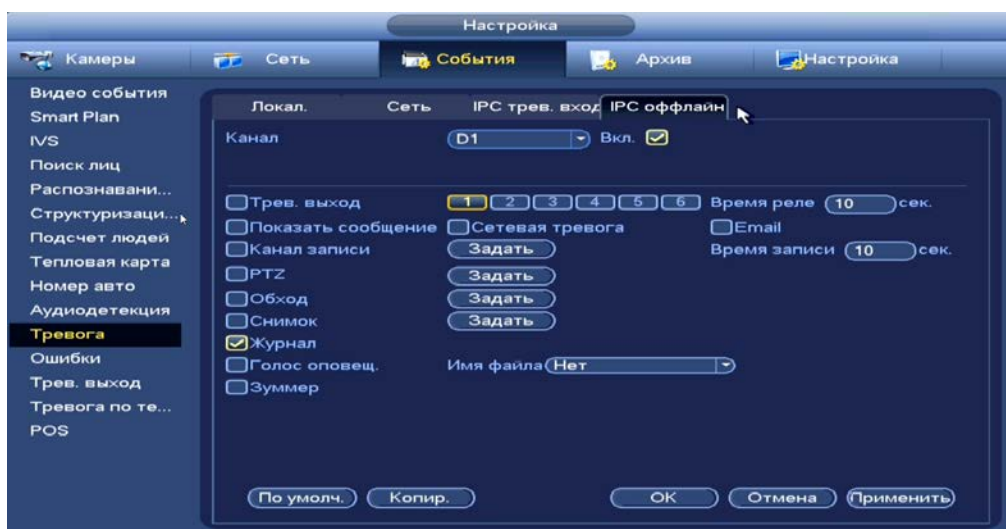 Настройка
Камеры Сеть События Архив Настройка
Видео события
Smart Plan
IVS
Поиск лиц
Распознавани...
Структуризаци...
Подсчет людей
Тепловая карта
Номер авто
Аудиодетекция
Тревога
Ошибки
Трев. выход
Тревога по те...
POS
Локал. Сеть IPC трев. вход IPC оффлайн
Канал D1 Вкл.
Трев. выход 1 2 3 4 5 6 Время реле 10 сек.
Показать сообщение Сетевая тревога Email
Канал записи Задать Время записи 10 сек.
PTZ Задать
Обход Задать
Снимок Задать
Журнал
Голос оповещ. Имя файла Нет
Зуммер
По умолч. Копир. OK Отмена Применить